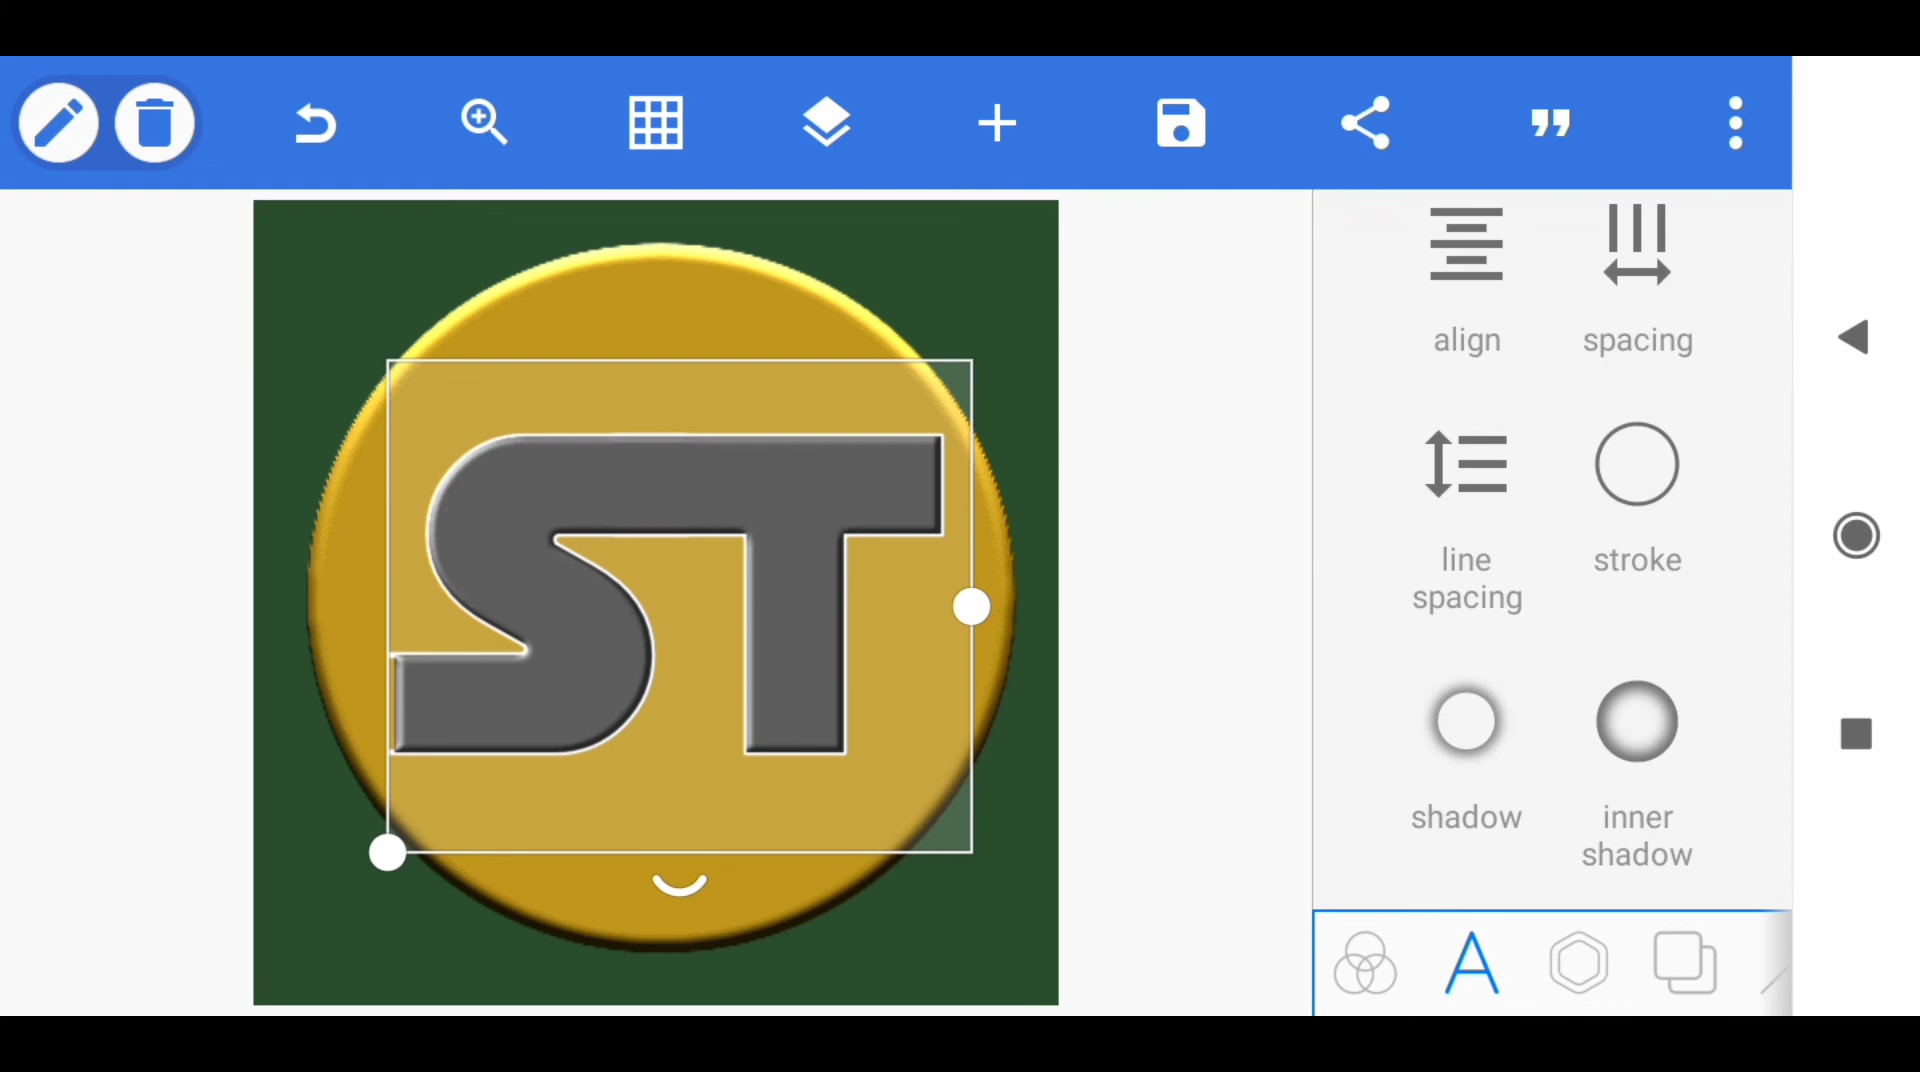 ST
align
spacing
line
spacing
stroke
shadow
inner
shadow